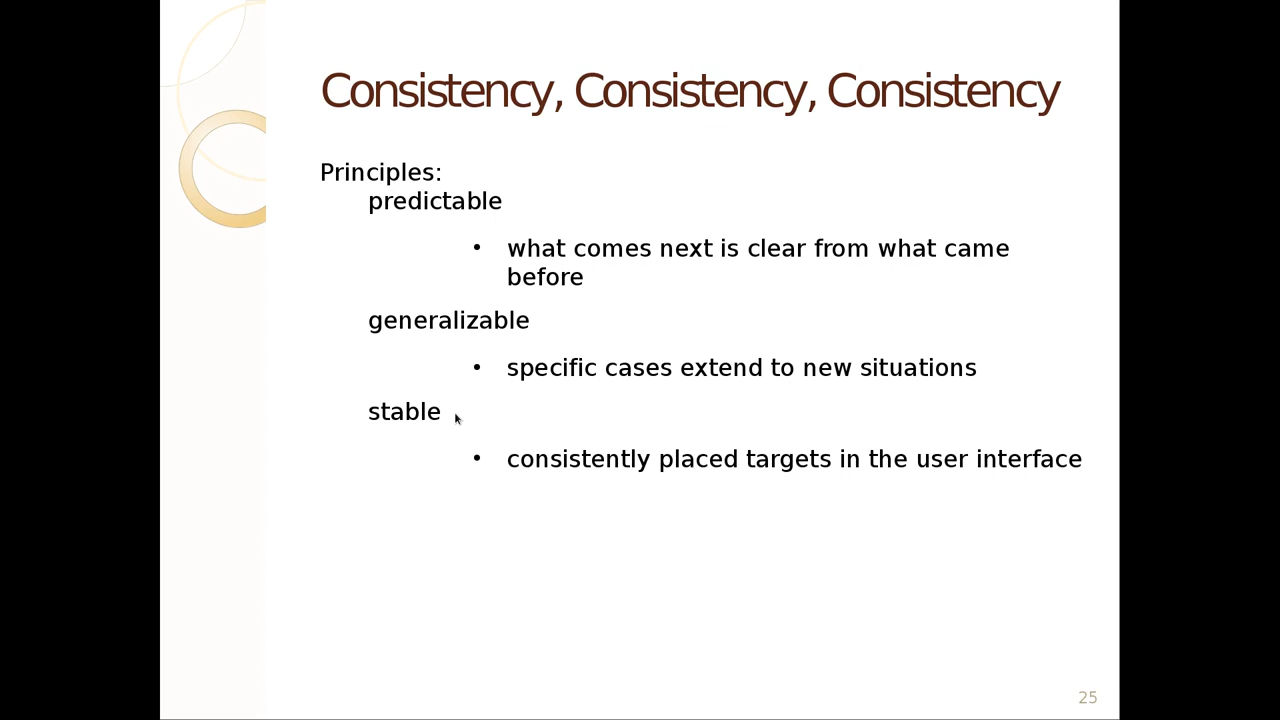 Consistency, Consistency, Consistency
Principles:
predictable
• what comes next is clear from what came
before
generalizable
• specific cases extend to new situations
stable
• consistently placed targets in the user interface
25